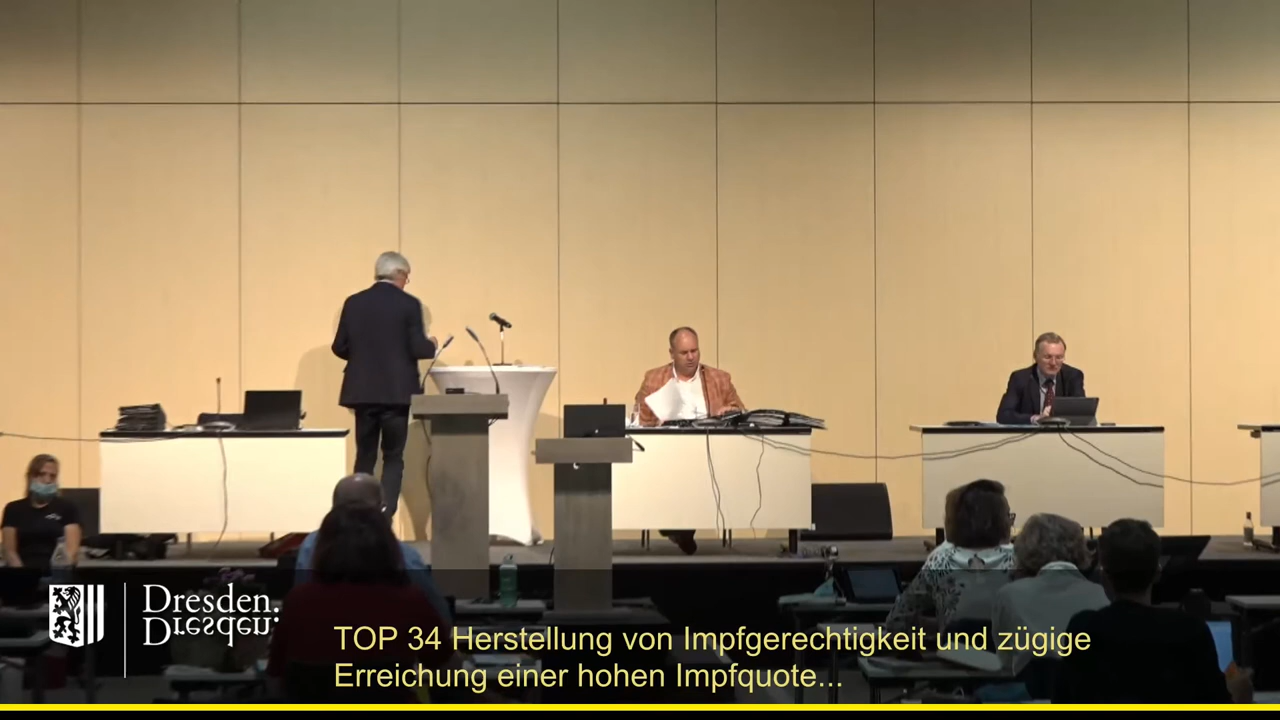 Dresden.
Dresden.
TOP 34 Herstellung von Impfgerechtigkeit und zügige
Erreichung einer hohen Impfquote...